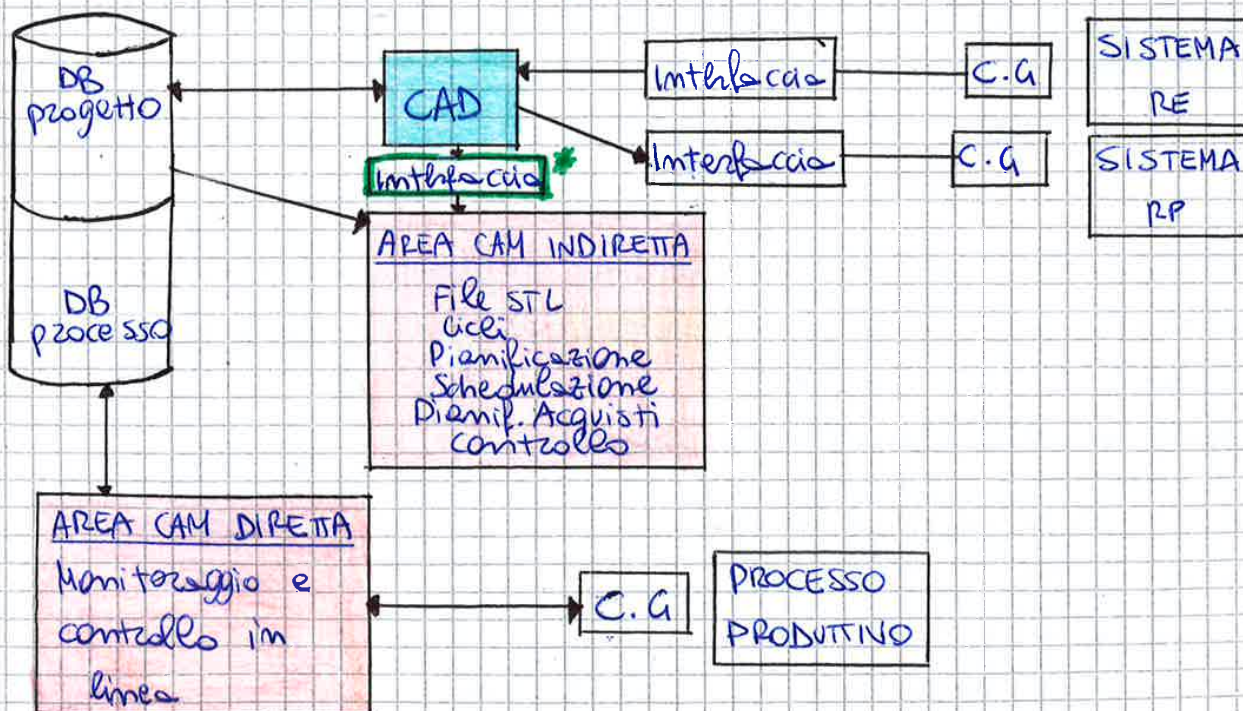 DB
progetto
CAD
Interfaccia
C.G
SISTEMA
RE
Interfaccia *
Interfaccia
C.G
SISTEMA
RP
AREA CAM INDIRETTA
File STL
Cicli
Pianificazione
Schedulazione
Pianif. Acquisti
controllo
DB
processo
AREA CAM DIRETTA
Monitoraggio e
controllo in
linea
C.G
PROCESSO
PRODUTTIVO